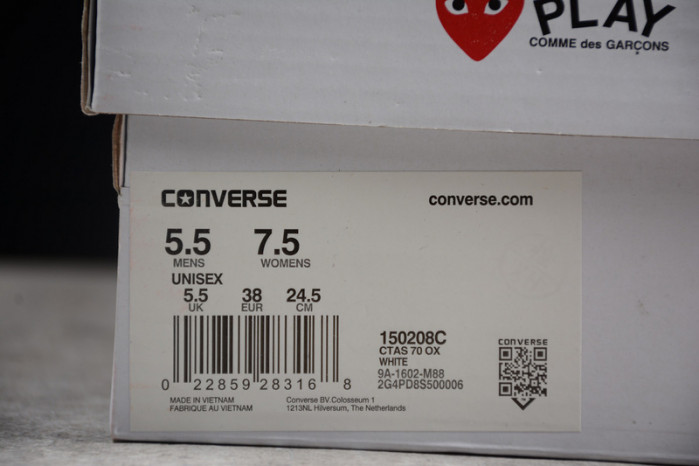 PLAY
COMME des GARÇONS
CONVERSE
converse.com
5.5 7.5
MENS WOMENS
UNISEX
5.5 38 24.5
UK EUR CM
150208C
CTAS 70 OX
WHITE
9A-1602-M88
2G4PD8S500006
CONVERSE
0 22859 28316 8
MADE IN VIETNAM
FABRIQUE AU VIETNAM
Converse BV.Colosseum 1
1213NL Hilversum, The Netherlands